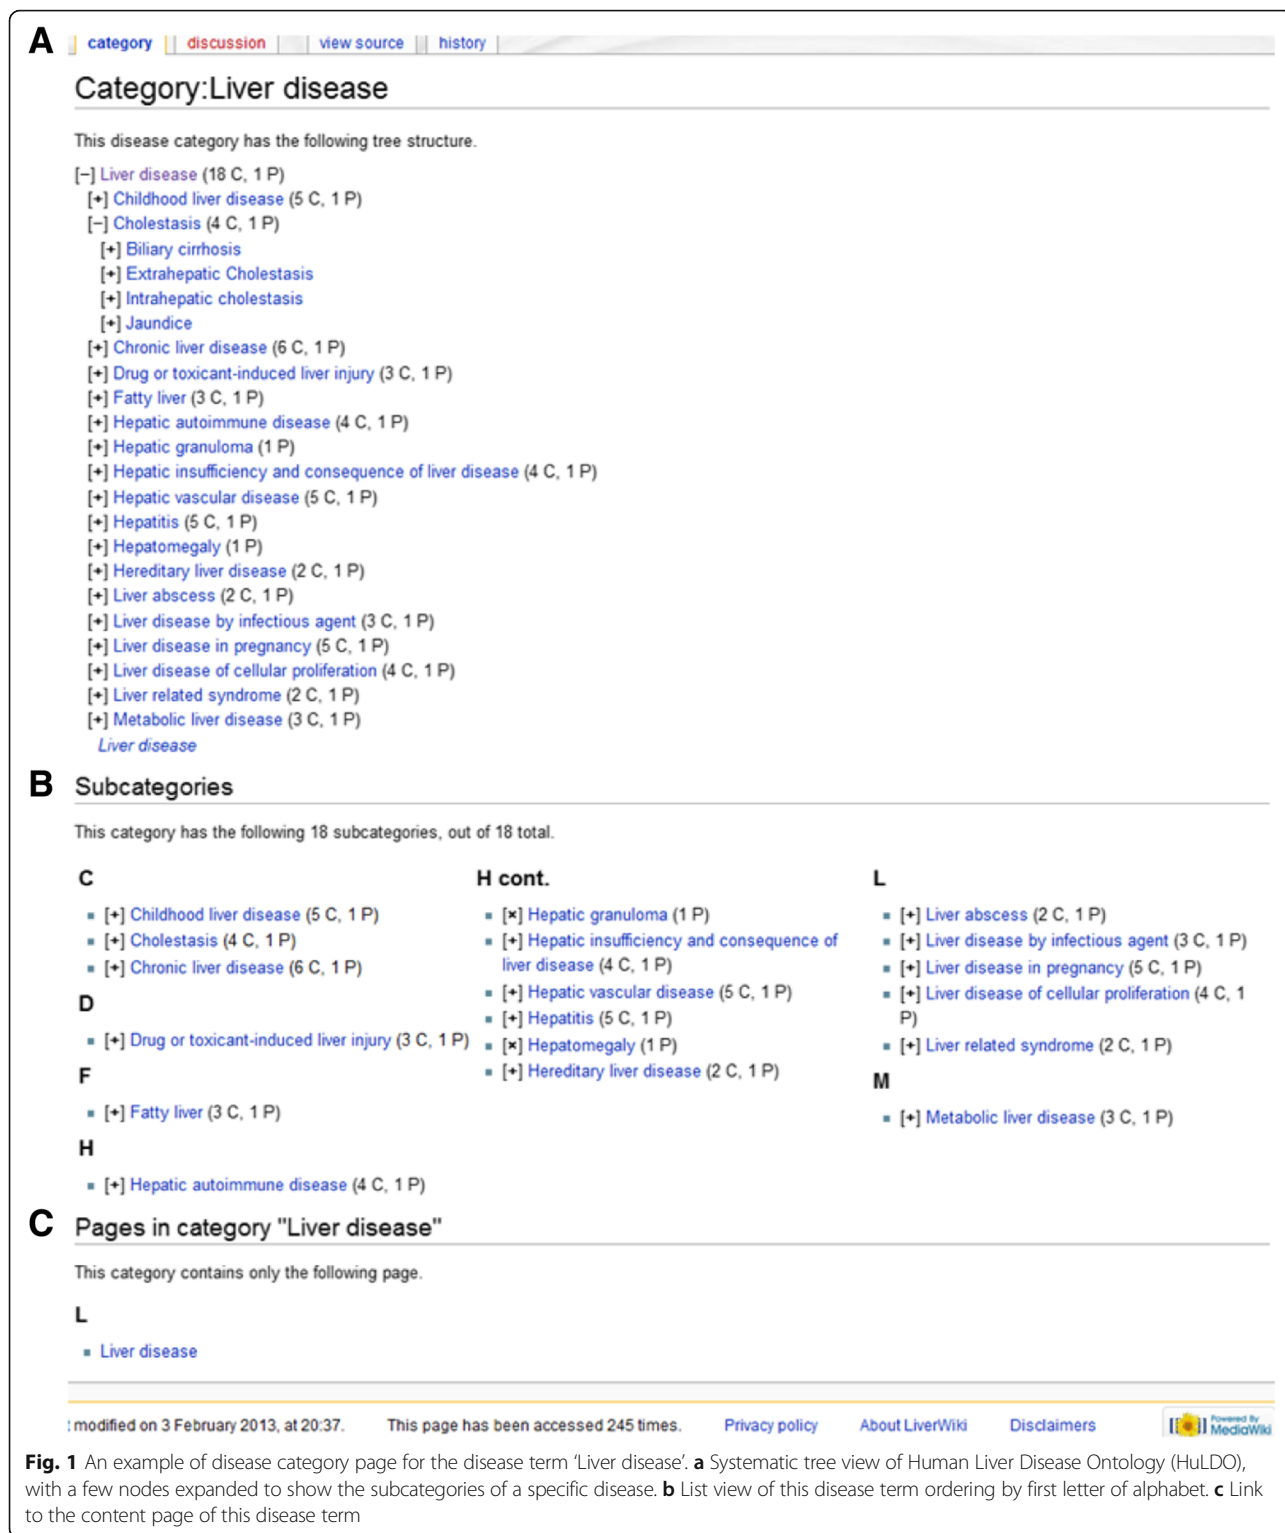 A
category discussion view source history
Category:Liver disease
This disease category has the following tree structure.
[−] Liver disease (18 C, 1 P)
[+] Childhood liver disease (5 C, 1 P)
[−] Cholestasis (4 C, 1 P)
[+] Biliary cirrhosis
[+] Extrahepatic Cholestasis
[+] Intrahepatic cholestasis
[+] Jaundice
[+] Chronic liver disease (6 C, 1 P)
[+] Drug or toxicant-induced liver injury (3 C, 1 P)
[+] Fatty liver (3 C, 1 P)
[+] Hepatic autoimmune disease (4 C, 1 P)
[+] Hepatic granuloma (1 P)
[+] Hepatic insufficiency and consequence of liver disease (4 C, 1 P)
[+] Hepatic vascular disease (5 C, 1 P)
[+] Hepatitis (5 C, 1 P)
[+] Hepatomegaly (1 P)
[+] Hereditary liver disease (2 C, 1 P)
[+] Liver abscess (2 C, 1 P)
[+] Liver disease by infectious agent (3 C, 1 P)
[+] Liver disease in pregnancy (5 C, 1 P)
[+] Liver disease of cellular proliferation (4 C, 1 P)
[+] Liver related syndrome (2 C, 1 P)
[+] Metabolic liver disease (3 C, 1 P)
Liver disease
B
Subcategories
This category has the following 18 subcategories, out of 18 total.
C
[+] Childhood liver disease (5 C, 1 P)
[+] Cholestasis (4 C, 1 P)
[+] Chronic liver disease (6 C, 1 P)
D
[+] Drug or toxicant-induced liver injury (3 C, 1 P)
F
[+] Fatty liver (3 C, 1 P)
H
[+] Hepatic autoimmune disease (4 C, 1 P)
H cont.
[×] Hepatic granuloma (1 P)
[+] Hepatic insufficiency and consequence of
liver disease (4 C, 1 P)
[+] Hepatic vascular disease (5 C, 1 P)
[+] Hepatitis (5 C, 1 P)
[×] Hepatomegaly (1 P)
[+] Hereditary liver disease (2 C, 1 P)
L
[+] Liver abscess (2 C, 1 P)
[+] Liver disease by infectious agent (3 C, 1 P)
[+] Liver disease in pregnancy (5 C, 1 P)
[+] Liver disease of cellular proliferation (4 C, 1
P)
[+] Liver related syndrome (2 C, 1 P)
M
[+] Metabolic liver disease (3 C, 1 P)
C
Pages in category "Liver disease"
This category contains only the following page.
L
Liver disease
modified on 3 February 2013, at 20:37. This page has been accessed 245 times. Privacy policy About LiverWiki Disclaimers
Powered By
MediaWiki
Fig. 1 An example of disease category page for the disease term ‘Liver disease’. a Systematic tree view of Human Liver Disease Ontology (HuLDO),
with a few nodes expanded to show the subcategories of a specific disease. b List view of this disease term ordering by first letter of alphabet. c Link
to the content page of this disease term